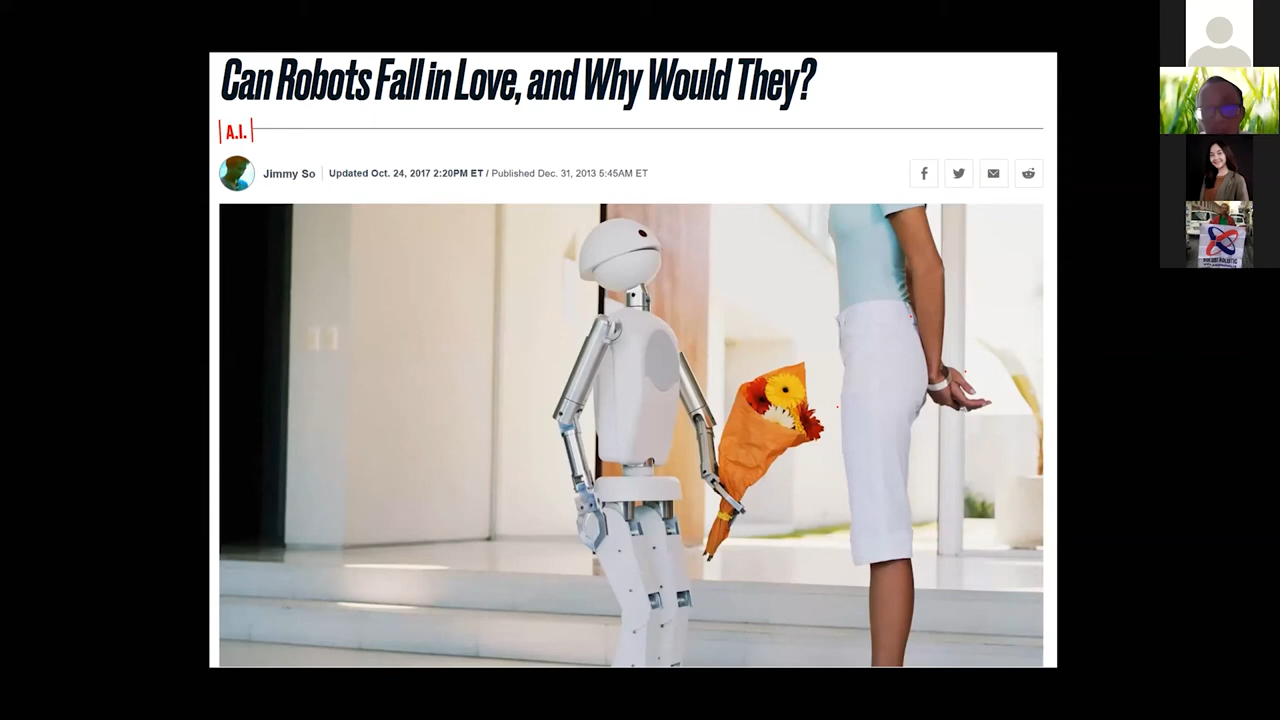 Can Robots Fall in Love, and Why Would They?
A.I.
Jimmy So
Updated Oct. 24, 2017 2:20PM ET / Published Dec. 31, 2013 5:45AM ET